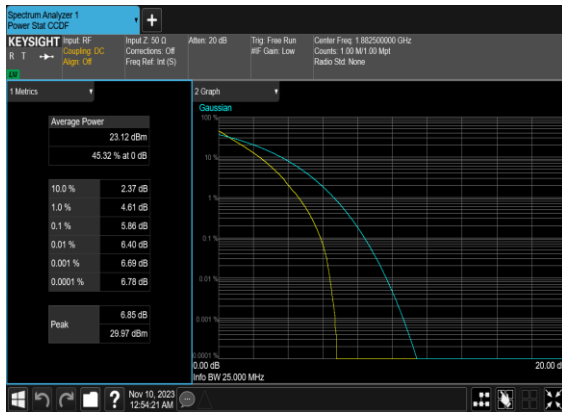 Spectrum Analyzer 1
Power Stat CCDF
KEYSIGHT
R T
LXI
Input: RF
Coupling: DC
Align: Off
Input Z: 50 Ω
Corrections: Off
Freq Ref: Int (S)
Atten: 20 dB
Trig: Free Run
#IF Gain: Low
Center Freq: 1.882500000 GHz
Counts: 1.00 M/1.00 Mpt
Radio Std: None
1 Metrics
Average Power
23.12 dBm
45.32 % at 0 dB
10.0 % 2.37 dB
1.0 % 4.61 dB
0.1 % 5.86 dB
0.01 % 6.40 dB
0.001 % 6.69 dB
0.0001 % 6.78 dB
Peak
6.85 dB
29.97 dBm
2 Graph
Gaussian
100 %
10 %
1 %
0.1 %
0.01 %
0.001 %
0.0001 %
0.00 dB 20.00 d
Info BW 25.000 MHz
?
Nov 10, 2023
12:54:21 AM